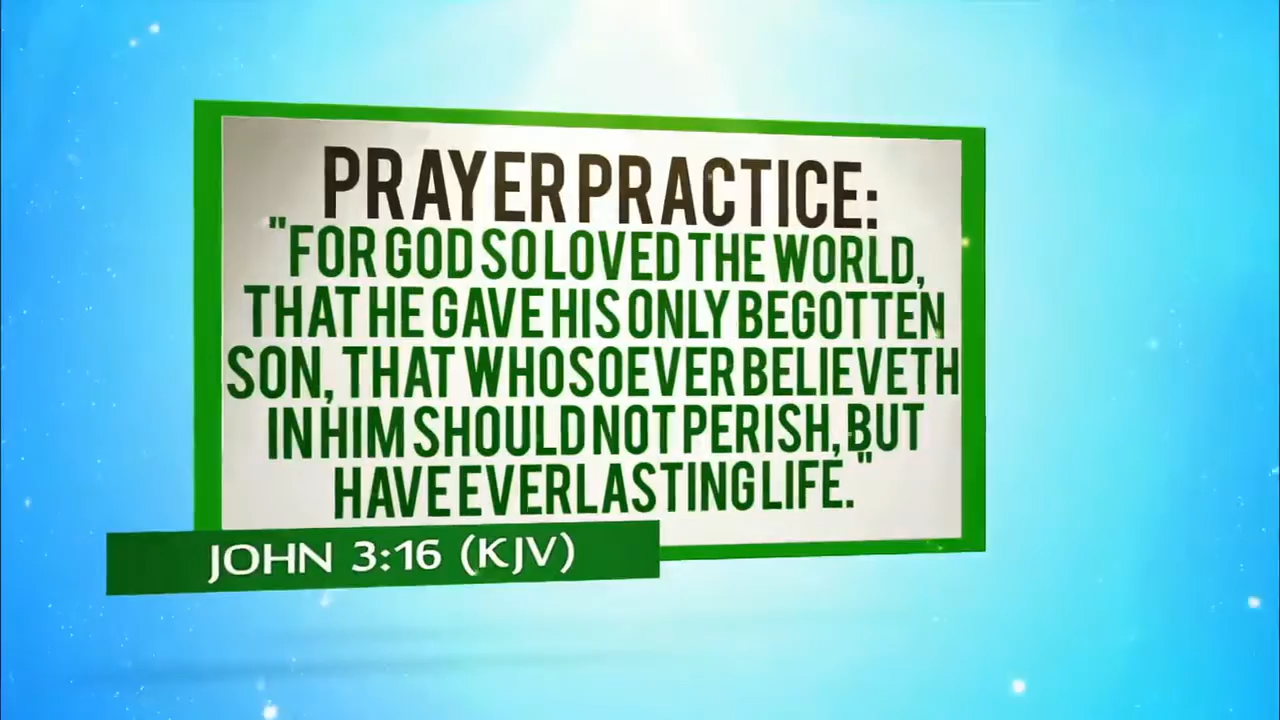 PRAYER PRACTICE:
"FOR GOD SO LOVED THE WORLD,
THAT HE GAVE HIS ONLY BEGOTTEN
SON, THAT WHOSOEVER BELIEVETH
IN HIM SHOULD NOT PERISH, BUT
HAVE EVERLASTING LIFE."
JOHN 3:16 (KJV)